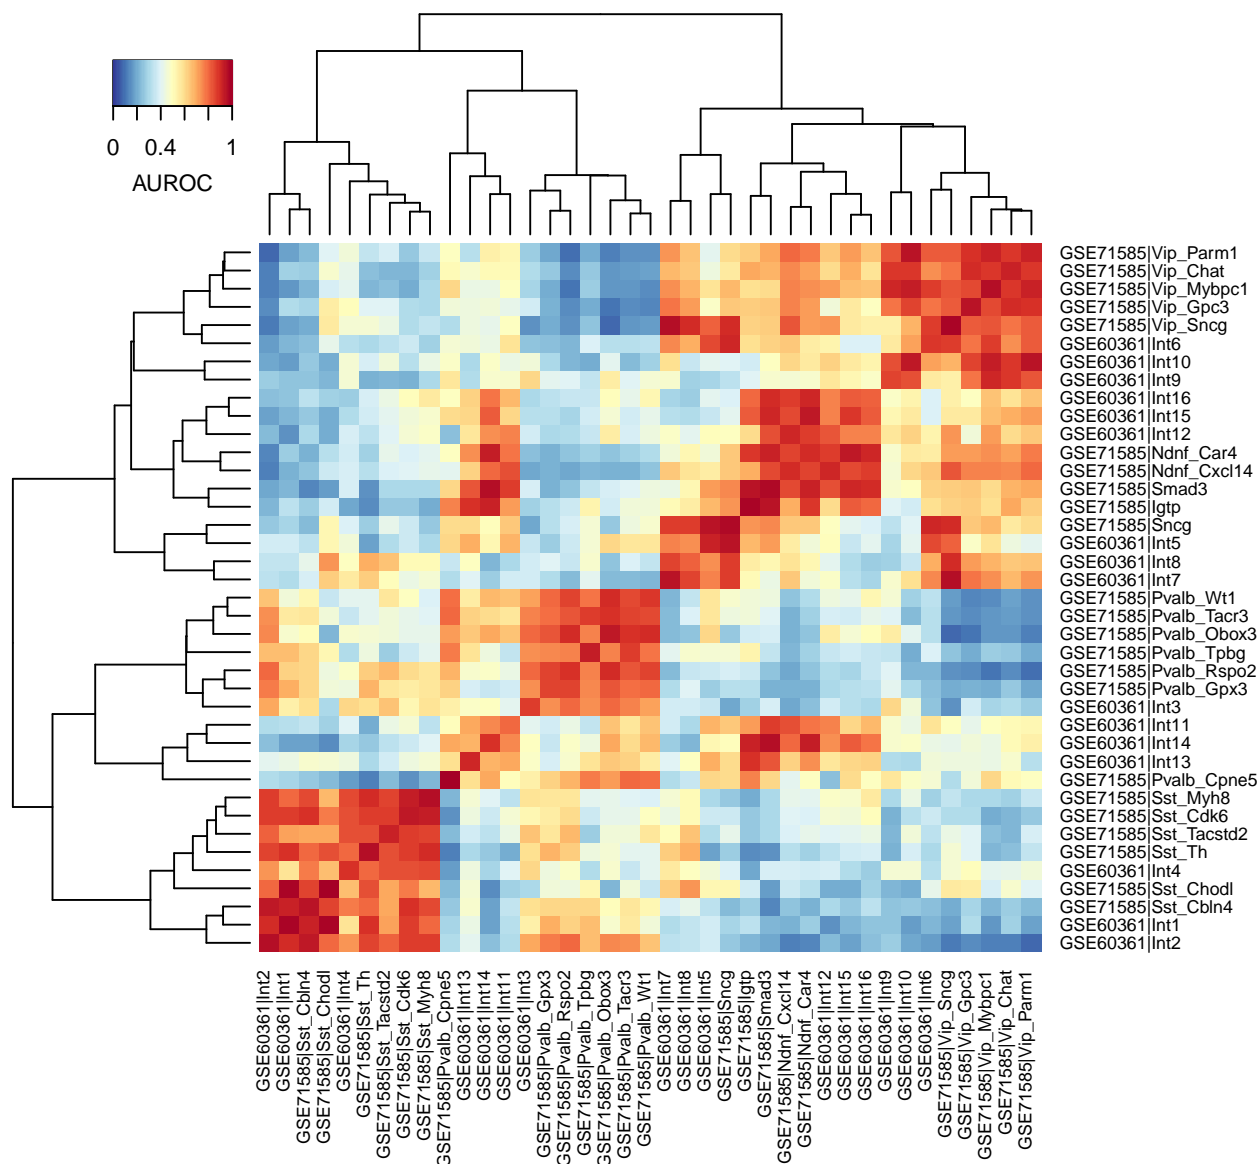 0 0.4 1
AUROC
GSE71585|Vip_Parm1
GSE71585|Vip_Chat
GSE71585|Vip_Mybpc1
GSE71585|Vip_Gpc3
GSE71585|Vip_Sncg
GSE60361|Int6
GSE60361|Int10
GSE60361|Int9
GSE60361|Int16
GSE60361|Int15
GSE60361|Int12
GSE71585|Ndnf_Car4
GSE71585|Ndnf_Cxcl14
GSE71585|Smad3
GSE71585|Igtp
GSE71585|Sncg
GSE60361|Int5
GSE60361|Int8
GSE60361|Int7
GSE71585|Pvalb_Wt1
GSE71585|Pvalb_Tacr3
GSE71585|Pvalb_Obox3
GSE71585|Pvalb_Tpbg
GSE71585|Pvalb_Rspo2
GSE71585|Pvalb_Gpx3
GSE60361|Int3
GSE60361|Int11
GSE60361|Int14
GSE60361|Int13
GSE71585|Pvalb_Cpne5
GSE71585|Sst_Myh8
GSE71585|Sst_Cdk6
GSE71585|Sst_Tacstd2
GSE71585|Sst_Th
GSE60361|Int4
GSE71585|Sst_Chodl
GSE71585|Sst_Cbln4
GSE60361|Int1
GSE60361|Int2
GSE60361|Int2
GSE60361|Int1
GSE71585|Sst_Cbln4
GSE71585|Sst_Chodl
GSE60361|Int4
GSE71585|Sst_Th
GSE71585|Sst_Tacstd2
GSE71585|Sst_Cdk6
GSE71585|Sst_Myh8
GSE71585|Pvalb_Cpne5
GSE60361|Int13
GSE60361|Int14
GSE60361|Int11
GSE60361|Int3
GSE71585|Pvalb_Gpx3
GSE71585|Pvalb_Rspo2
GSE71585|Pvalb_Tpbg
GSE71585|Pvalb_Obox3
GSE71585|Pvalb_Tacr3
GSE71585|Pvalb_Wt1
GSE60361|Int7
GSE60361|Int8
GSE60361|Int5
GSE71585|Sncg
GSE71585|Igtp
GSE71585|Smad3
GSE71585|Ndnf_Cxcl14
GSE71585|Ndnf_Car4
GSE60361|Int12
GSE60361|Int15
GSE60361|Int16
GSE60361|Int9
GSE60361|Int10
GSE60361|Int6
GSE71585|Vip_Sncg
GSE71585|Vip_Gpc3
GSE71585|Vip_Mybpc1
GSE71585|Vip_Chat
GSE71585|Vip_Parm1